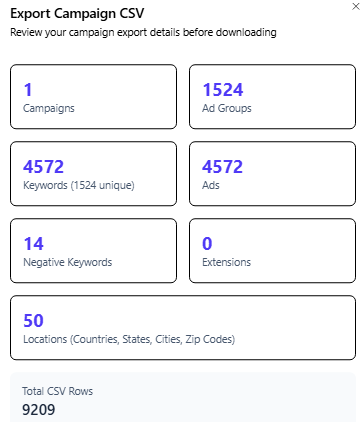 Export Campaign CSV
Review your campaign export details before downloading
1
Campaigns
1524
Ad Groups
4572
Keywords (1524 unique)
4572
Ads
14
Negative Keywords
0
Extensions
50
Locations (Countries, States, Cities, Zip Codes)
Total CSV Rows
9209